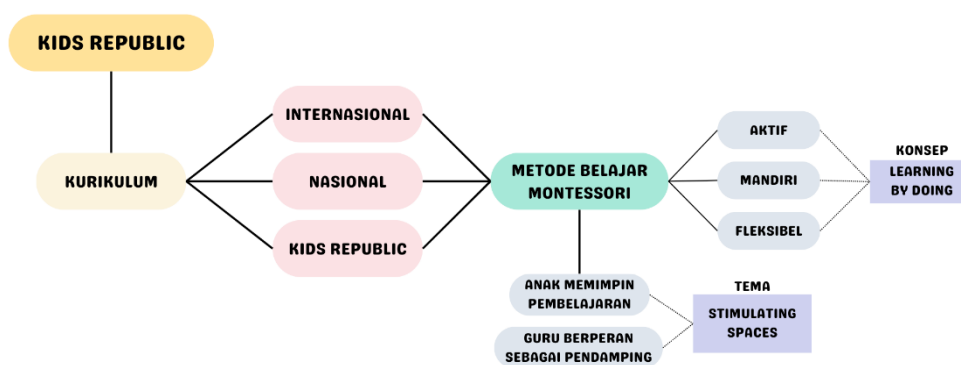 KIDS REPUBLIC
KURIKULUM
INTERNASIONAL
NASIONAL
KIDS REPUBLIC
METODE BELAJAR
MONTESSORI
AKTIF
MANDIRI
FLEKSIBEL
KONSEP
LEARNING
BY DOING
ANAK MEMIMPIN
PEMBELAJARAN
GURU BERPERAN
SEBAGAI PENDAMPING
TEMA
STIMULATING
SPACES